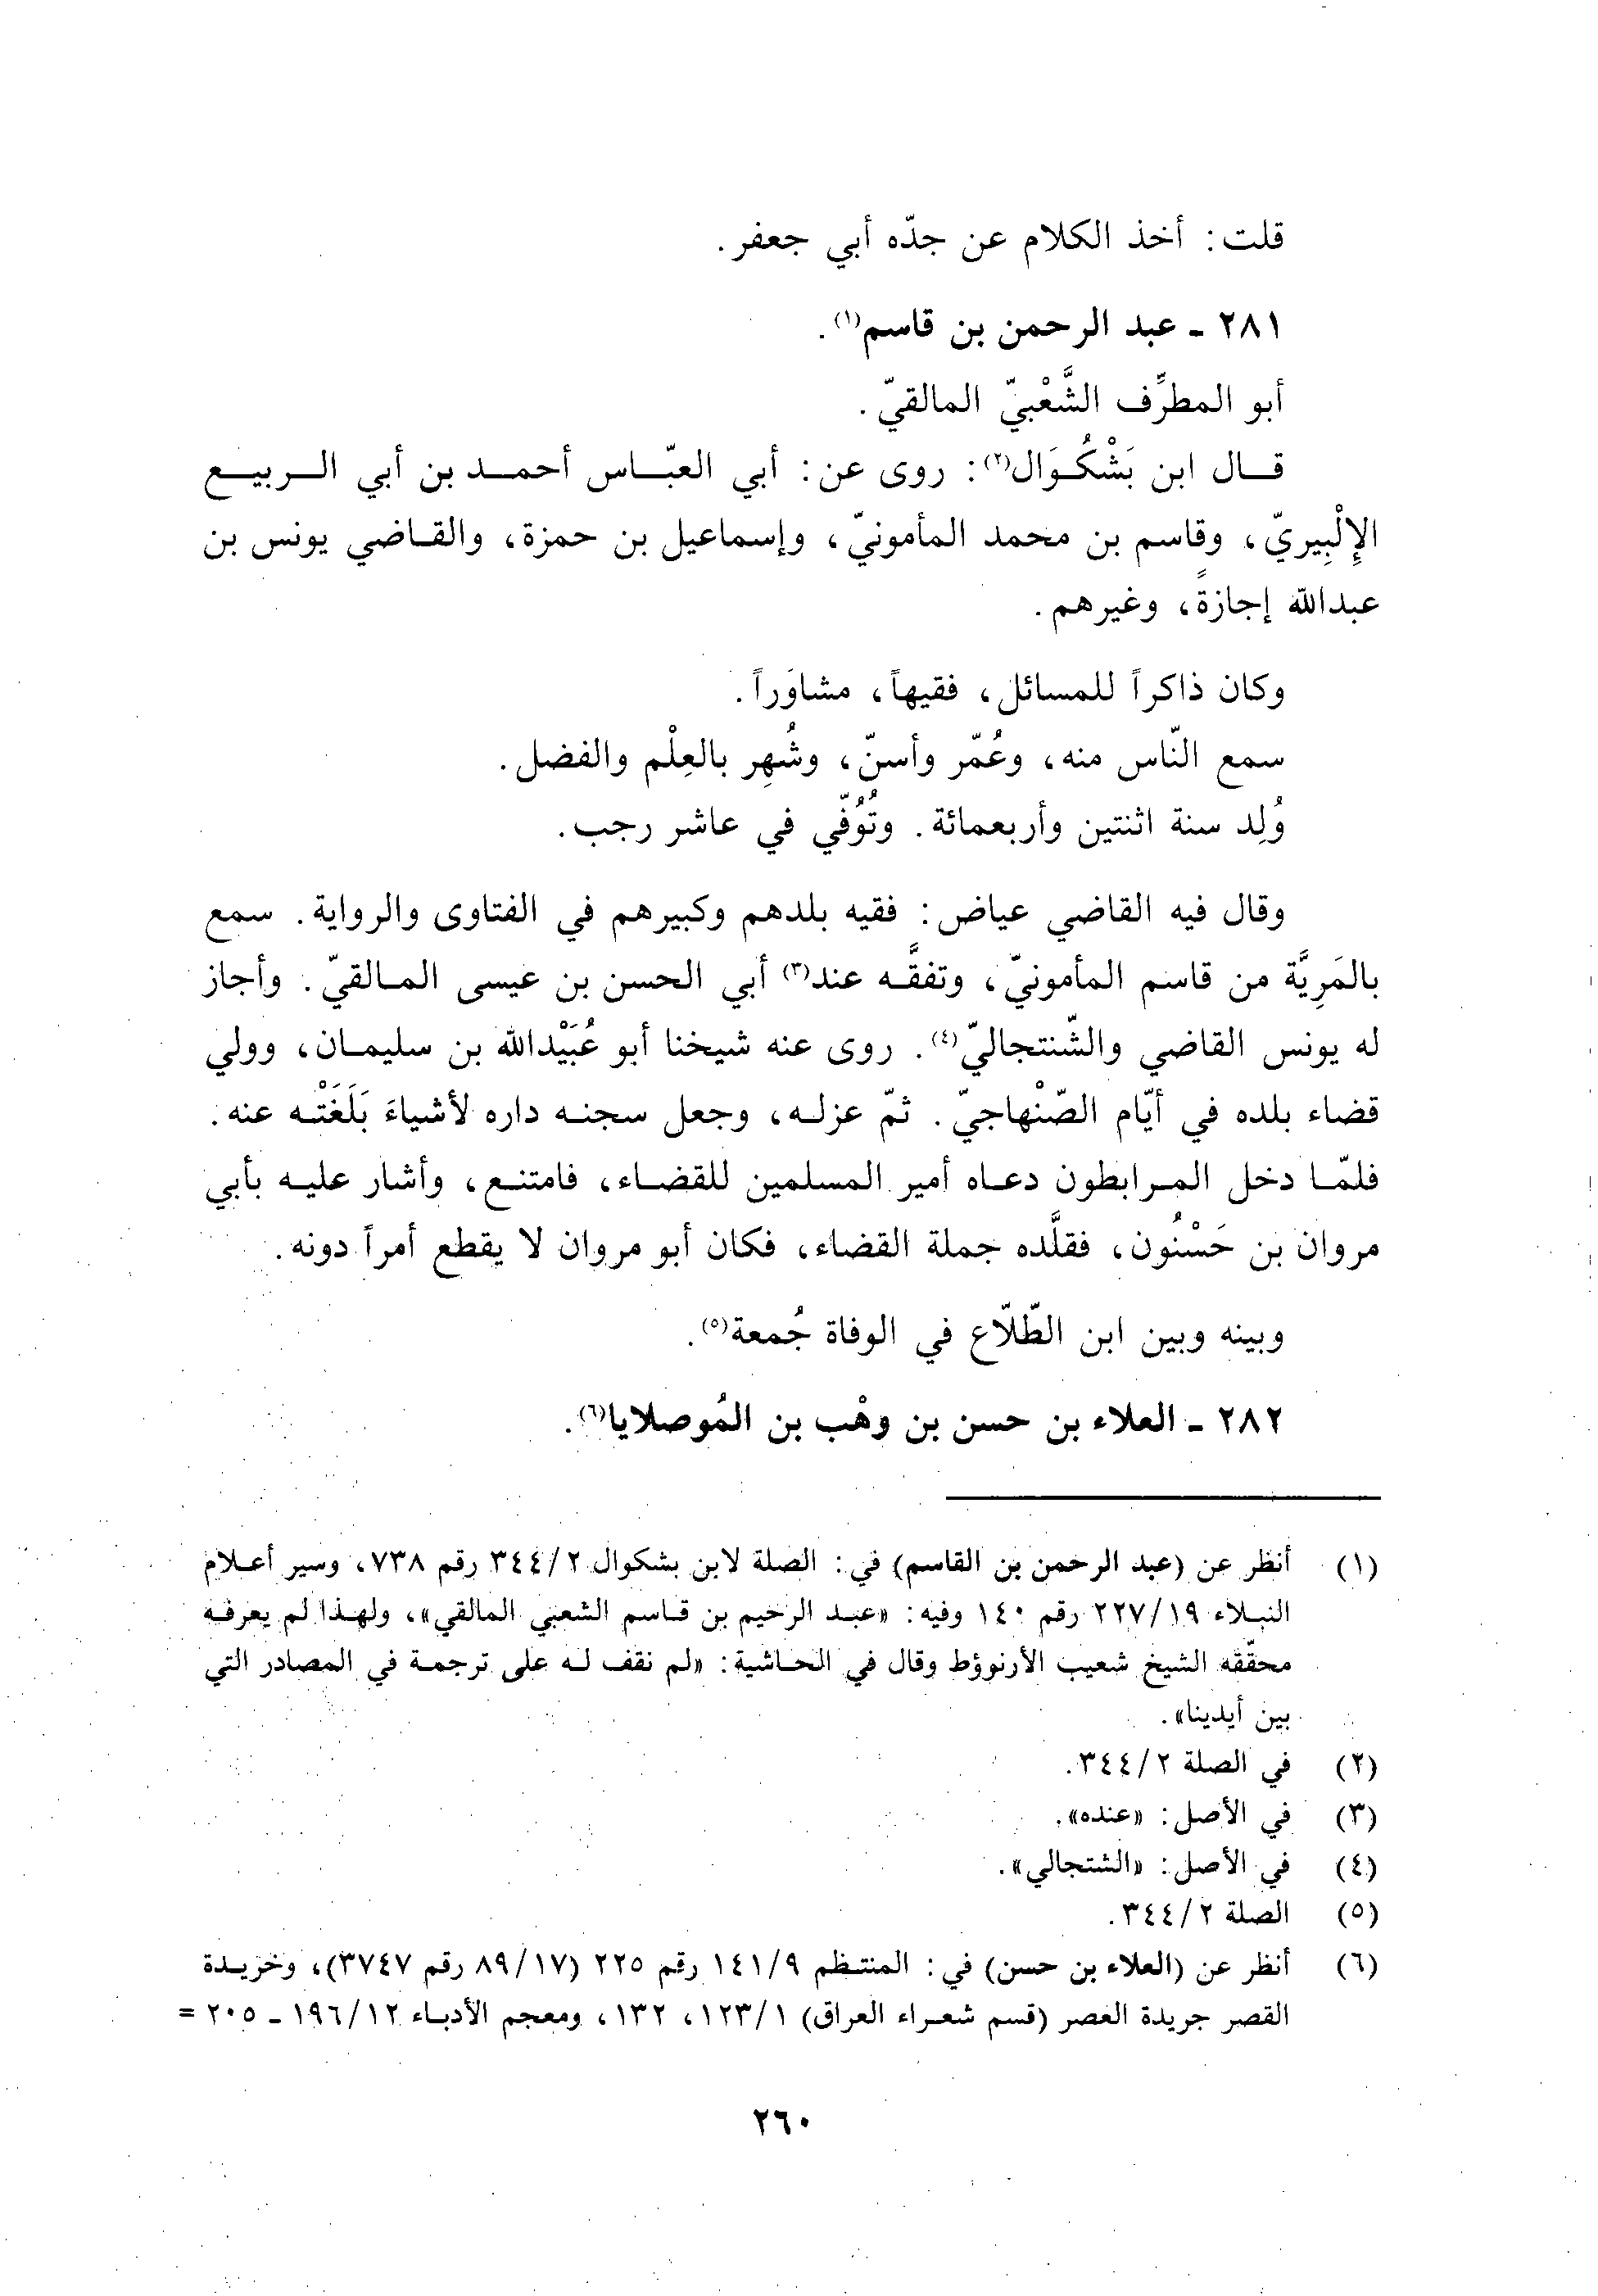 قلت: أخذ الكلام عن جدّه أبي جعفر.
٢٨١ ـ عبد الرحمن بن قاسم(١).
أبو المطرِّف الشَّعْبيّ المالقيّ.
قال ابن بَشْكُوَال(٢): روى عن: أبي العبّاس أحمد بن أبي الربيع
الإِلْبِيريّ، وقاسم بن محمد المأمونيّ، وإسماعيل بن حمزة، والقاضي يونس بن
عبدالله إجازةً، وغيرهم.
وكان ذاكراً للمسائل، فقيهاً، مشاوَراً.
سمع النّاس منه، وعُمّر وأسنّ، وشُهِر بالعِلْم والفضل.
وُلِد سنة اثنتين وأربعمائة. وتُوُفّي في عاشر رجب.
وقال فيه القاضي عياض: فقيه بلدهم وكبيرهم في الفتاوى والرواية. سمع
بالمَرِيَّة من قاسم المأمونيّ، وتفقَّه عند(٣) أبي الحسن بن عيسى المالقيّ. وأجاز
له يونس القاضي والشّنتجاليّ(٤). روى عنه شيخنا أبو عُبَيْدالله بن سليمان، وولي
قضاء بلده في أيّام الصّنْهاجيّ. ثمّ عزله، وجعل سجنه داره لأشياءَ بَلَغَتْه عنه.
فلمّا دخل المرابطون دعاه أمير المسلمين للقضاء، فامتنع، وأشار عليه بأبي
مروان بن حَسْنُون، فقلَّده جملة القضاء، فكان أبو مروان لا يقطع أمراً دونه.
وبينه وبين ابن الطّلّاع في الوفاة جُمعة(٥).
٢٨٢ ـ العلاء بن حسن بن وهْب بن المُوصلايا(٦).
(١) أنظر عن (عبد الرحمن بن القاسم) في: الصلة لابن بشكوال ٣٤٤/٢ رقم ٧٣٨، وسير أعلام
النبلاء ٢٢٧/١٩ رقم ١٤٠ وفيه: «عبد الرحيم بن قاسم الشعبي المالقي»، ولهذا لم يعرفه
محقّقه الشيخ شعيب الأرنوؤط وقال في الحاشية: «لم نقف له على ترجمة في المصادر التي
بين أيدينا».
(٢) في الصلة ٣٤٤/٢.
(٣) في الأصل: «عنده».
(٤) في الأصل: «الشتجالي».
(٥) الصلة ٣٤٤/٢.
(٦) أنظر عن (العلاء بن حسن) في: المنتظم ١٤١/٩ رقم ٢٢٥ (٨٩/١٧ رقم ٣٧٤٧)، وخريدة
القصر جريدة العصر (قسم شعراء العراق) ١٢٣/١، ١٣٢، ومعجم الأدباء ١٩٦/١٢ ـ ٢٠٥ =
٢٦٠